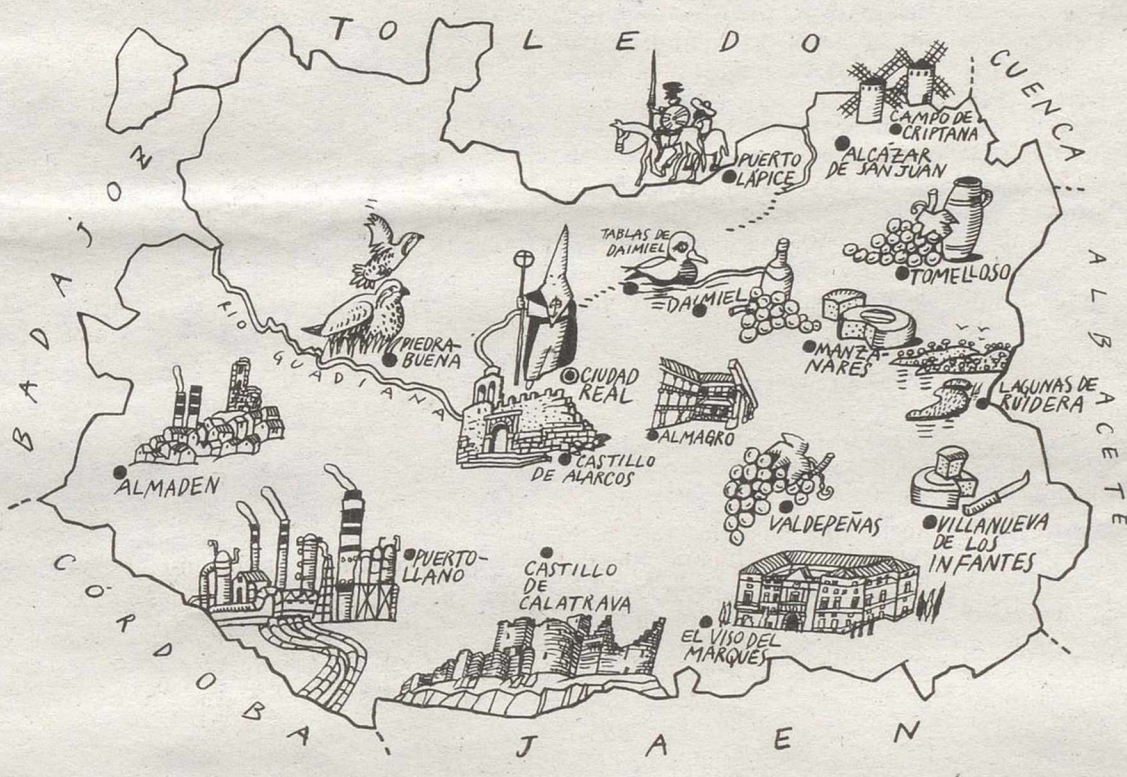 TOLEDO
CUENCA
BADAJOZ
ALBACETE
CORDOBA
JAEN
CAMPO DE
CRIPTANA
ALCÁZAR
DE SAN JUAN
PUERTO
LÁPICE
TOMELLOSO
TABLAS DE
DAIMIEL
DAIMIEL
MANZA-
NARES
LAGUNAS DE
RUIDERA
RIO GUADIANA
PIEDRA-
BUENA
CIUDAD
REAL
ALMAGRO
CASTILLO
DE ALARCOS
ALMADEN
VALDEPEÑAS
VILLANUEVA
DE LOS
INFANTES
PUERTO-
LLANO
CASTILLO
DE
CALATRAVA
EL VISO DEL
MARQUÉS